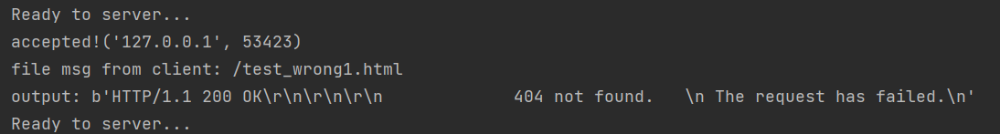 Ready to server...
accepted!('127.0.0.1', 53423)
file msg from client: /test_wrong1.html
output: b'HTTP/1.1 200 OK\r\n\r\n\r\n             404 not found.   \n The request has failed.\n'
Ready to server...